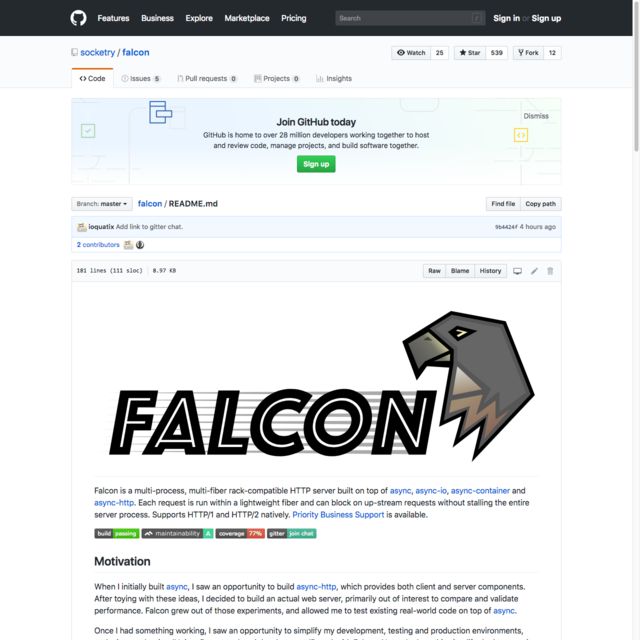 Features Business Explore Marketplace Pricing Search / Sign in or Sign up
socketry / falcon Watch 25 Star 539 Fork 12
Code Issues 5 Pull requests 0 Projects 0 Insights
Join GitHub today
Dismiss
GitHub is home to over 28 million developers working together to host
and review code, manage projects, and build software together.
Sign up
Branch: master falcon / README.md Find file Copy path
ioquatix Add link to gitter chat. 9b4424f 4 hours ago
2 contributors
181 lines (111 sloc) 8.97 KB Raw Blame History
FALCON
Falcon is a multi-process, multi-fiber rack-compatible HTTP server built on top of async, async-io, async-container and
async-http. Each request is run within a lightweight fiber and can block on up-stream requests without stalling the entire
server process. Supports HTTP/1 and HTTP/2 natively. Priority Business Support is available.
build passing maintainability A coverage 77% gitter join chat
Motivation
When I initially built async, I saw an opportunity to build async-http, which provides both client and server components.
After toying with these ideas, I decided to build an actual web server, primarily out of interest to compare and validate
performance. Falcon grew out of those experiments, and allowed me to test existing real-world code on top of async.
Once I had something working, I saw an opportunity to simplify my development, testing and production environments,